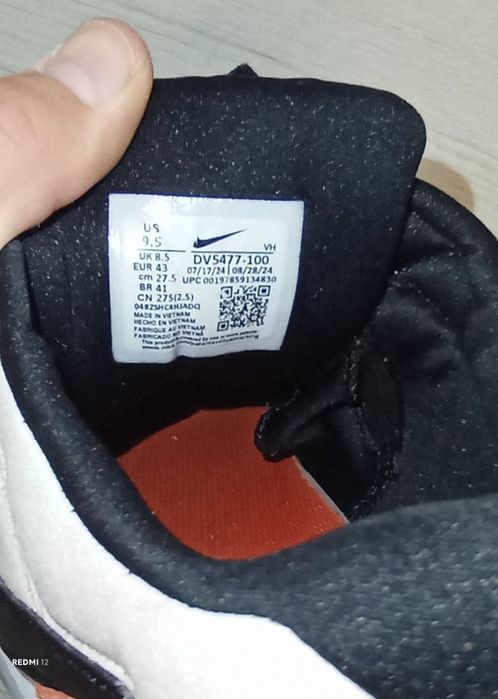 US
9.5
VH
UK 8.5
DV5477-100
EUR 43
07/17/24 08/28/24
cm 27.5
UPC 00197859134830
BR 41
CN 275(2.5)
MADE IN VIETNAM
HECHO EN VIETNAM
FABRIQUE AU VIETNAM
FABRICADO NO VIETNÃ
REDMI 12